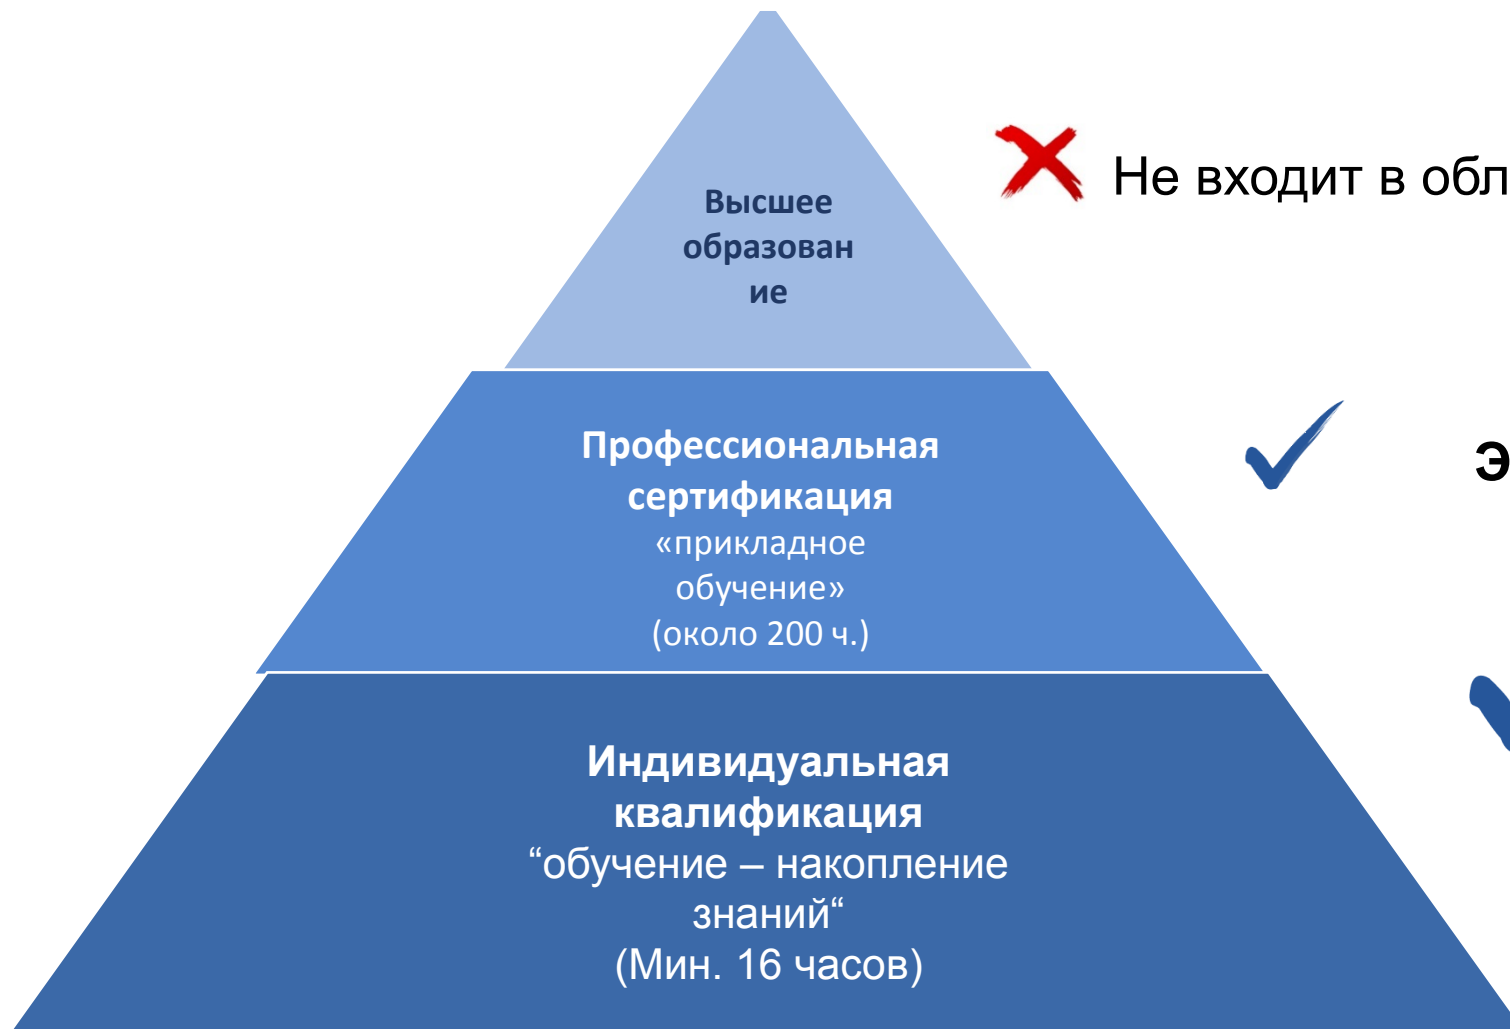 Высшее
образован
ие
Не входит в обл
Профессиональная
сертификация
«прикладное
обучение»
(около 200 ч.)
Э
Индивидуальная
квалификация
“обучение – накопление
знаний“
(Мин. 16 часов)